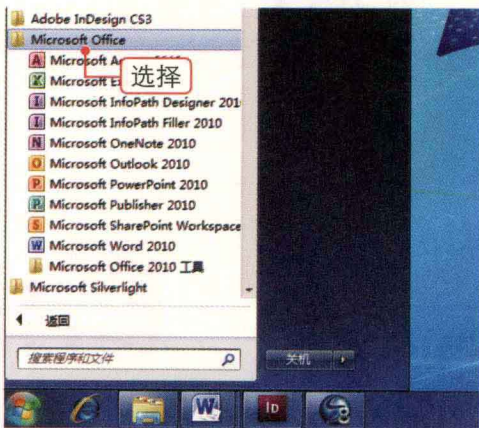 Adobe InDesign CS3
Microsoft Office
Microsoft A
选择
Microsoft E
Microsoft InfoPath Designer 201
Microsoft InfoPath Filler 2010
Microsoft OneNote 2010
Microsoft Outlook 2010
Microsoft PowerPoint 2010
Microsoft Publisher 2010
Microsoft SharePoint Workspace
Microsoft Word 2010
Microsoft Office 2010 工具
Microsoft Silverlight
返回
搜索程序和文件
关机